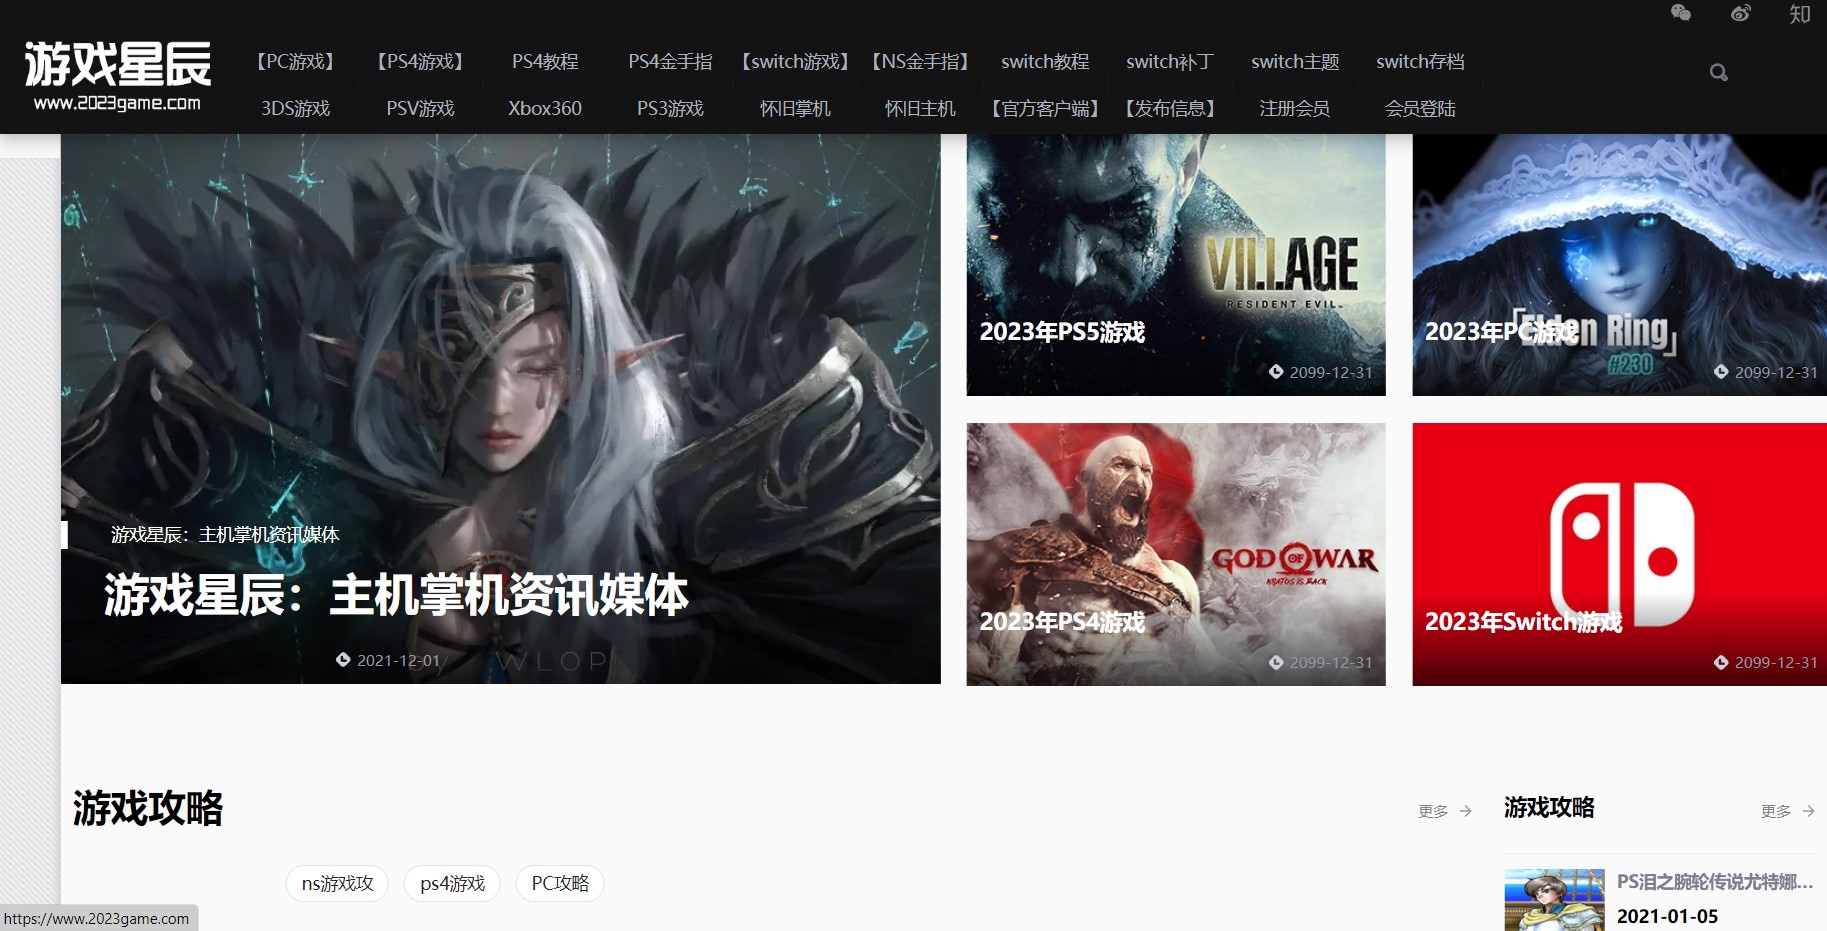 知
游戏星辰
www.2023game.com
【PC游戏】 【PS4游戏】 PS4教程 PS4金手指 【switch游戏】 【NS金手指】 switch教程 switch补丁 switch主题 switch存档
3DS游戏 PSV游戏 Xbox360 PS3游戏 怀旧掌机 怀旧主机 【官方客户端】 【发布信息】 注册会员 会员登陆
游戏星辰：主机掌机资讯媒体
游戏星辰：主机掌机资讯媒体
2021-12-01
WLOP
VILLAGE
RESIDENT EVIL
2023年PS5游戏
2099-12-31
「Elden Ring」
#230
2023年PC游戏
2099-12-31
GOD OF WAR
KRATOS IS BACK
2023年PS4游戏
2099-12-31
2023年Switch游戏
2099-12-31
游戏攻略
更多
ns游戏攻
ps4游戏
PC攻略
游戏攻略
更多
PS泪之腕轮传说尤特娜...
2021-01-05
https://www.2023game.com